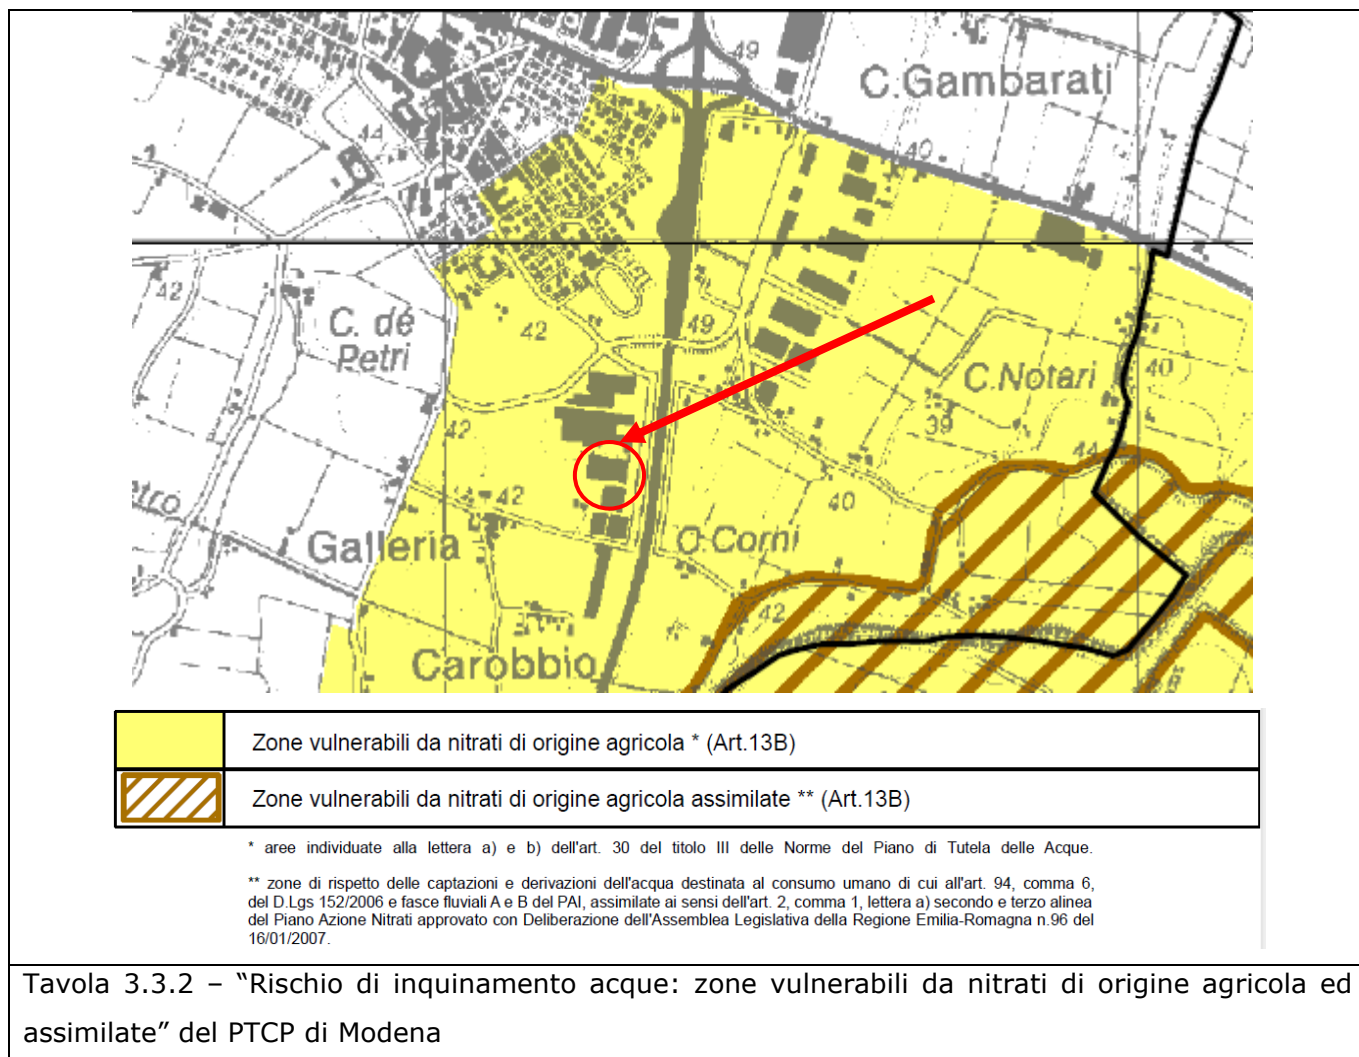 49
C.Gambarati
44
40
42
C. dé
Petri
42
49
C.Notari
40
42
39
44
tro
42
40
Galleria
C.Corni
42
Carobbio
Zone vulnerabili da nitrati di origine agricola * (Art.13B)
Zone vulnerabili da nitrati di origine agricola assimilate ** (Art.13B)
* aree individuate alla lettera a) e b) dell'art. 30 del titolo III delle Norme del Piano di Tutela delle Acque.
** zone di rispetto delle captazioni e derivazioni dell'acqua destinata al consumo umano di cui all'art. 94, comma 6,
del D.Lgs 152/2006 e fasce fluviali A e B del PAI, assimilate ai sensi dell'art. 2, comma 1, lettera a) secondo e terzo alinea
del Piano Azione Nitrati approvato con Deliberazione dell'Assemblea Legislativa della Regione Emilia-Romagna n.96 del
16/01/2007.
Tavola 3.3.2 – “Rischio di inquinamento acque: zone vulnerabili da nitrati di origine agricola ed
assimilate” del PTCP di Modena